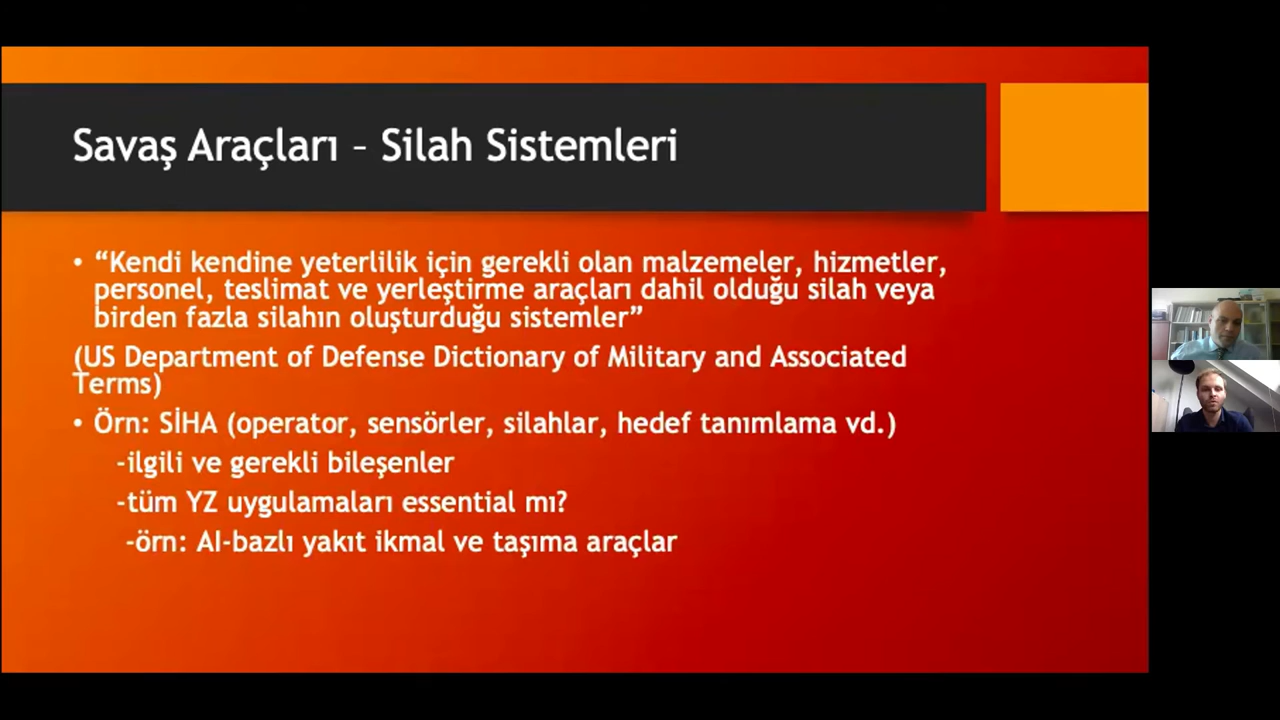 Savaş Araçları – Silah Sistemleri
• “Kendi kendine yeterlilik için gerekli olan malzemeler, hizmetler,
personel, teslimat ve yerleştirme araçları dahil olduğu silah veya
birden fazla silahın oluşturduğu sistemler”
(US Department of Defense Dictionary of Military and Associated
Terms)
• Örn: SİHA (operator, sensörler, silahlar, hedef tanımlama vd.)
-ilgili ve gerekli bileşenler
-tüm YZ uygulamaları essential mı?
-örn: AI-bazlı yakıt ikmal ve taşıma araçlar